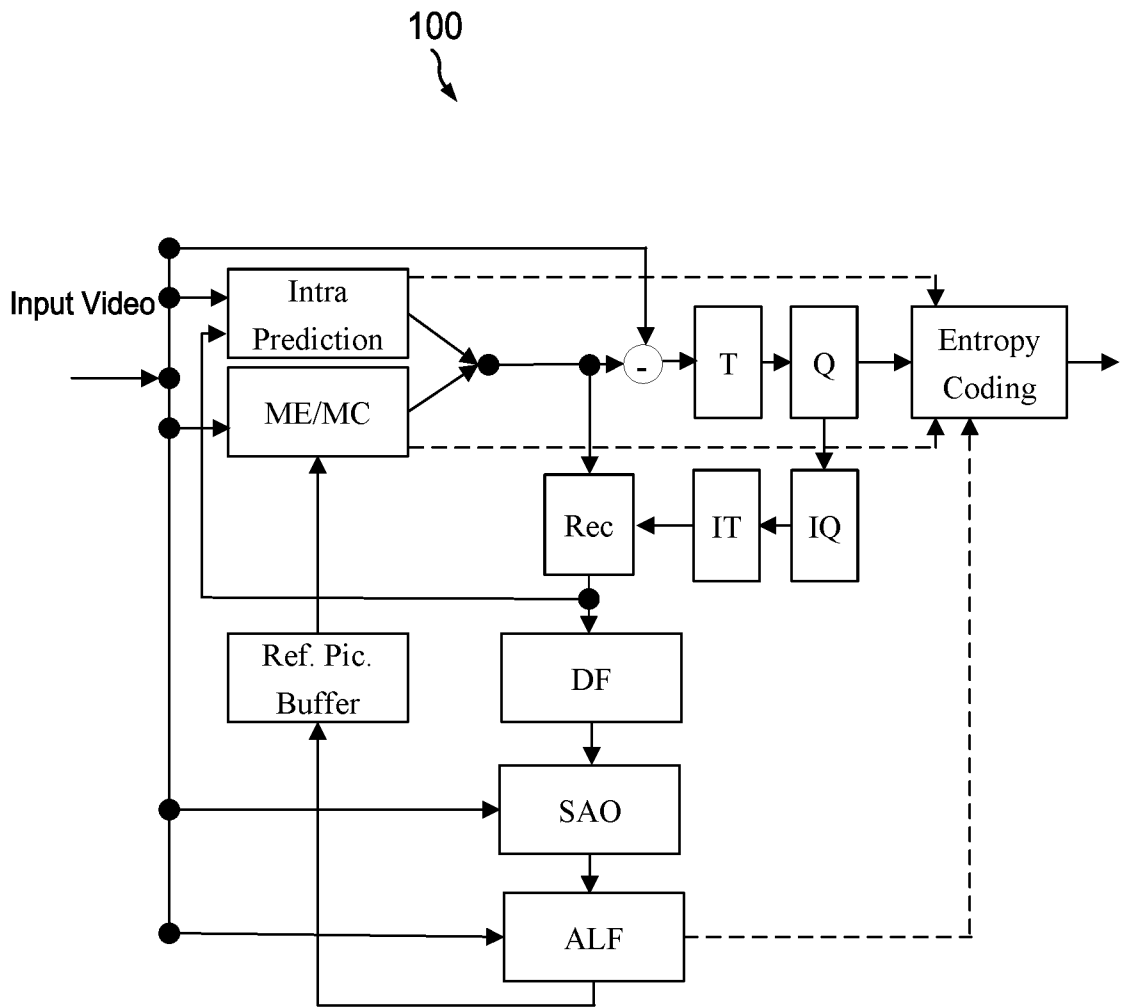 100
Input Video
Intra
Prediction
ME/MC
-
T
Q
Entropy
Coding
Rec
IT
IQ
Ref. Pic.
Buffer
DF
SAO
ALF